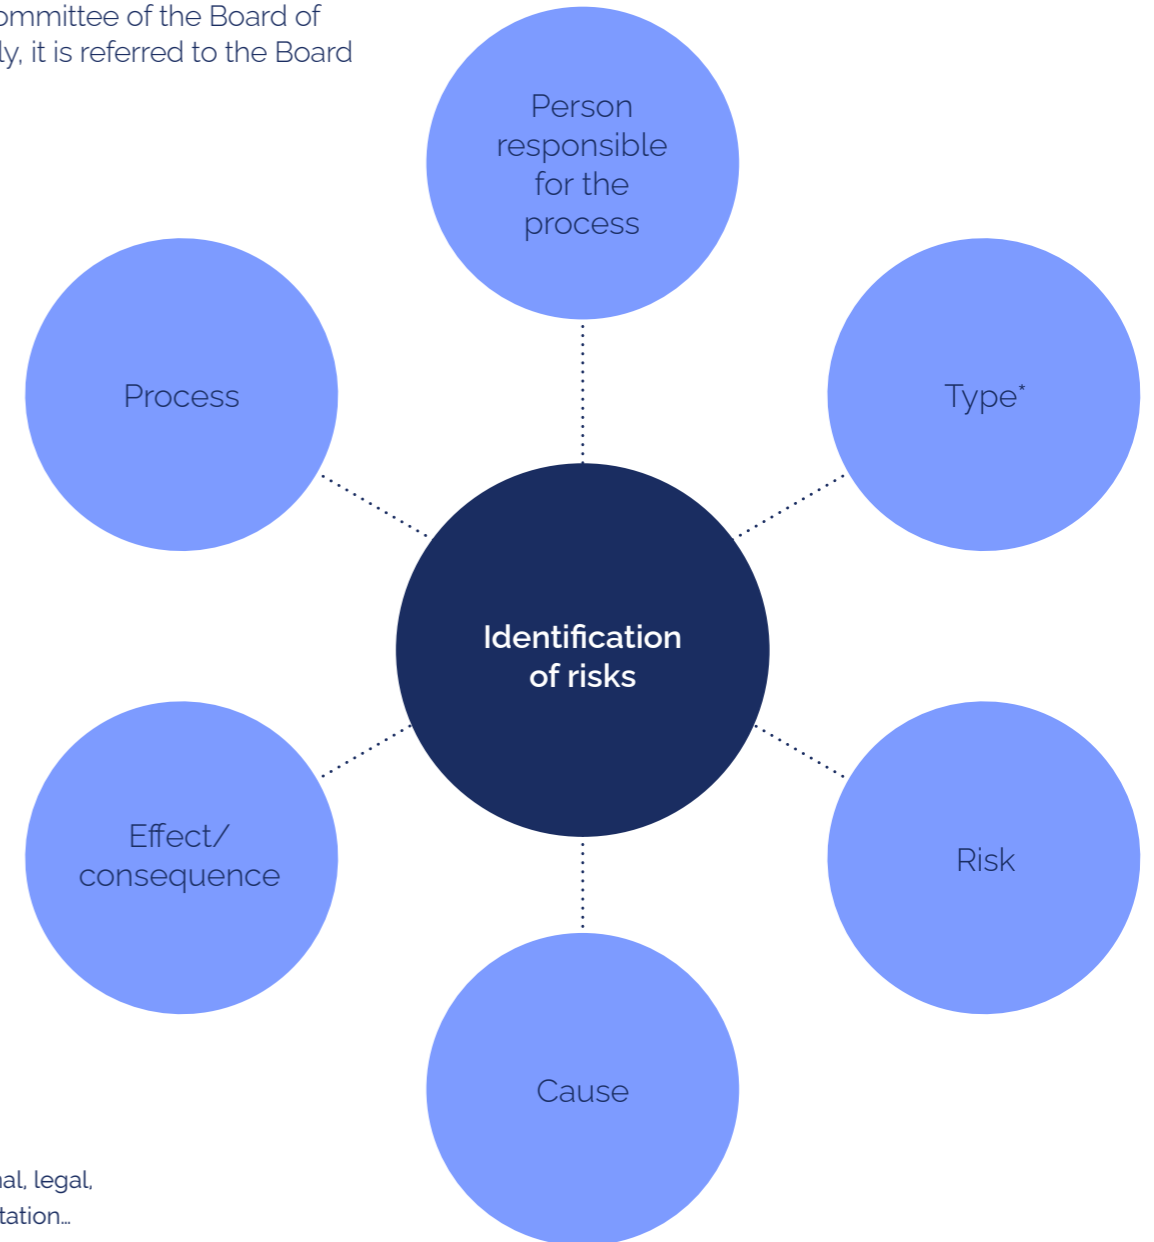 ommittee of the Board of
ly, it is referred to the Board
Person
responsible
for the
process
Process
Type*
Identification
of risks
Effect/
consequence
Risk
Cause
al, legal,
tation…